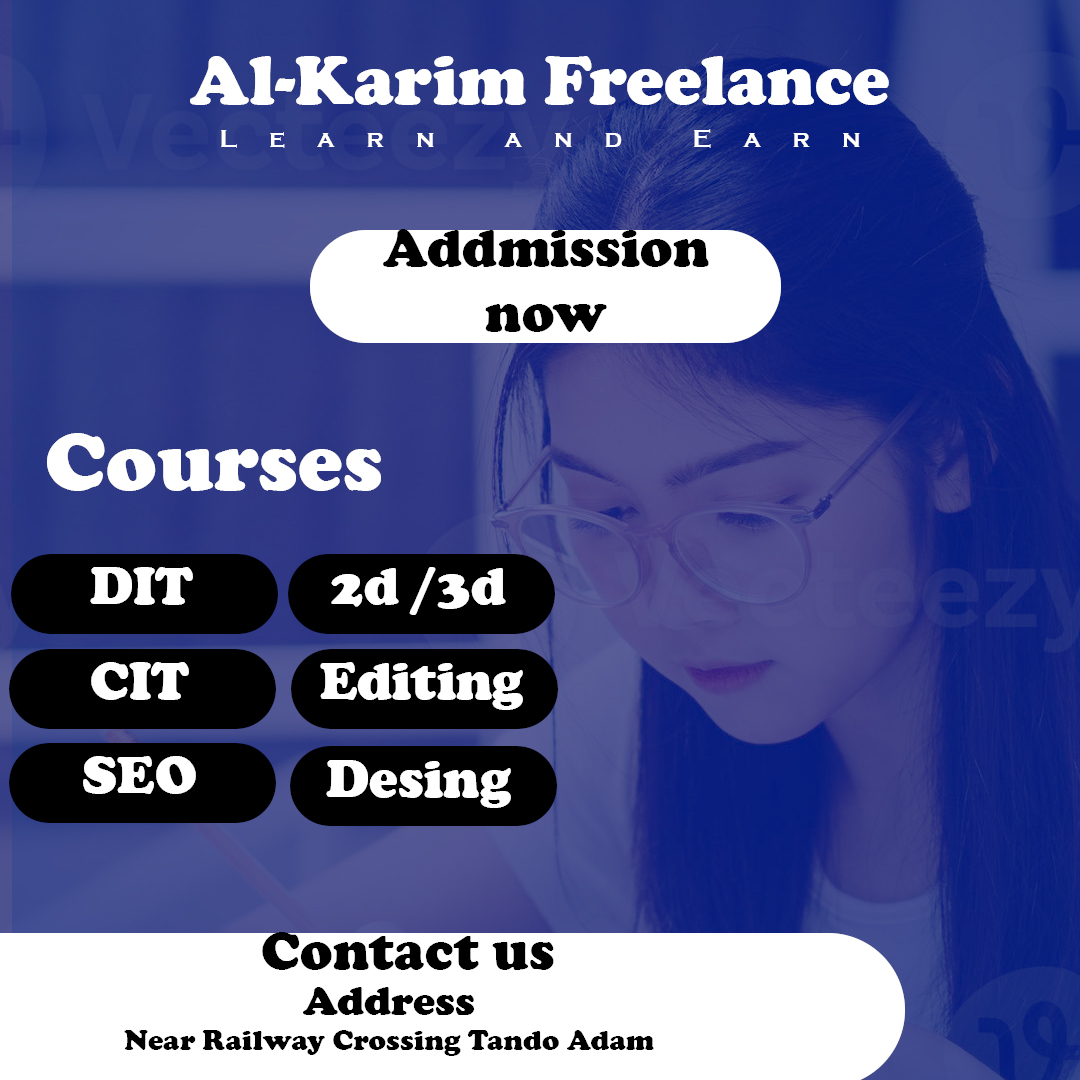 Al-Karim Freelance
Learn and Earn
Vecteezy
Addmission
now
Courses
DIT
2d /3d
CIT
Editing
SEO
Desing
Contact us
Address
Near Railway Crossing Tando Adam